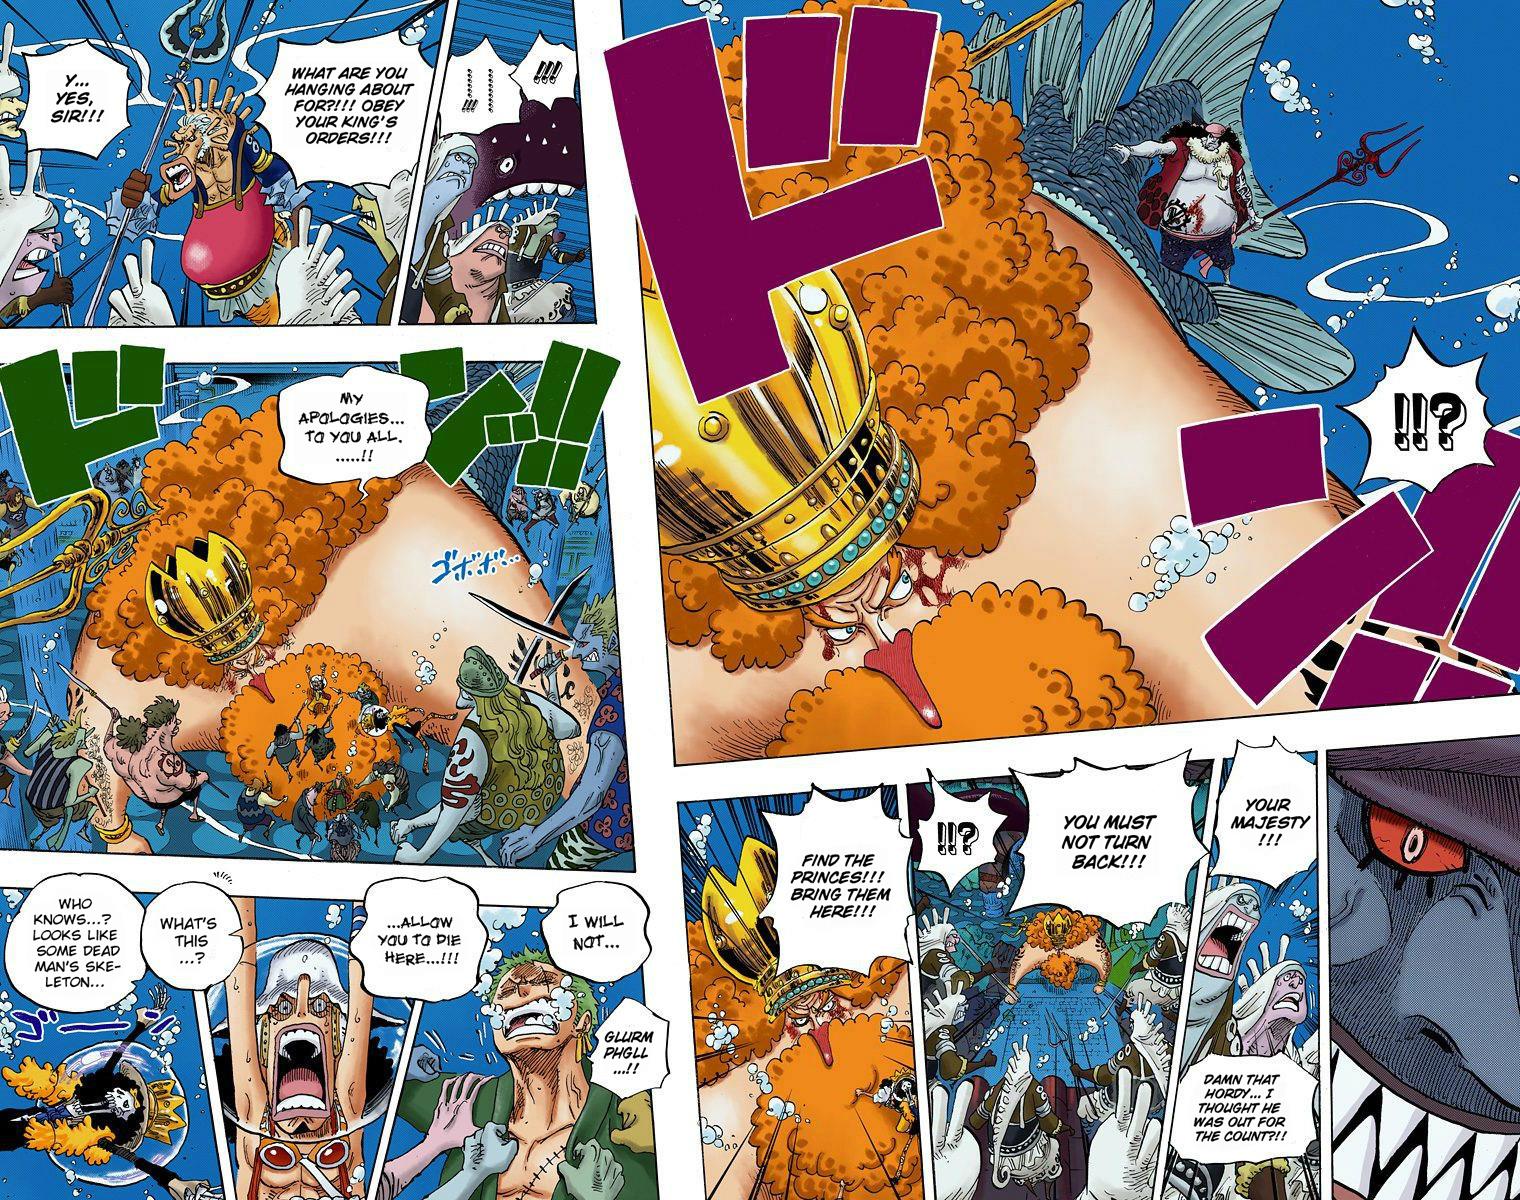 ドン!!
!!?
YOUR
MAJESTY
!!!
DAMN THAT
HORDY... I
THOUGHT HE
WAS OUT FOR
THE COUNT?!!
YOU MUST
NOT TURN
BACK!!!
!!?
FIND THE
PRINCES!!!
BRING THEM
HERE!!!
!!!
!!!
WHAT ARE YOU
HANGING ABOUT
FOR?!!! OBEY
YOUR KING'S
ORDERS!!!
Y...
YES,
SIR!!!
ドン!!
MY
APOLOGIES...
TO YOU ALL.
.....!!
ゴボボ…
I WILL
NOT...
GLURM
PHGLL
...!!
...ALLOW
YOU TO DIE
HERE...!!!
WHAT'S
THIS
...?
WHO
KNOWS...?
LOOKS LIKE
SOME DEAD
MAN'S SKE-
LETON...
ゴーン